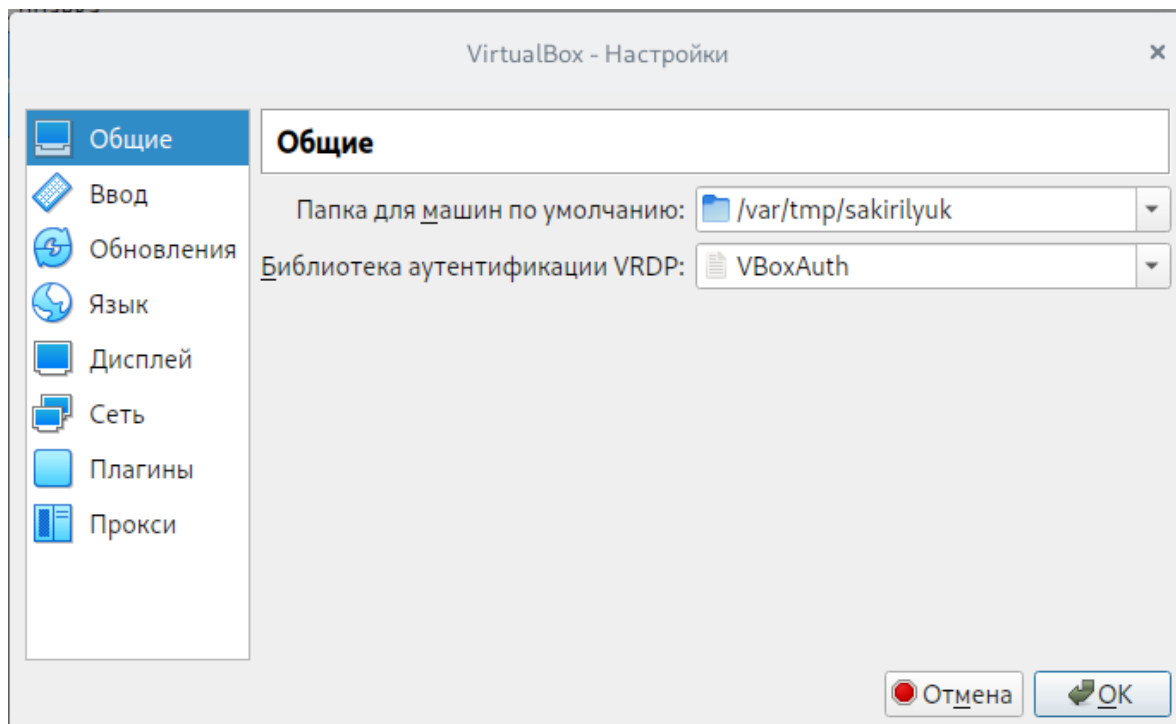 VirtualBox - Настройки
Общие
Ввод
Обновления
Язык
Дисплей
Сеть
Плагины
Прокси
Общие
Папка для машин по умолчанию: /var/tmp/sakirilyuk
Библиотека аутентификации VRDP: VBoxAuth
Отмена
OK